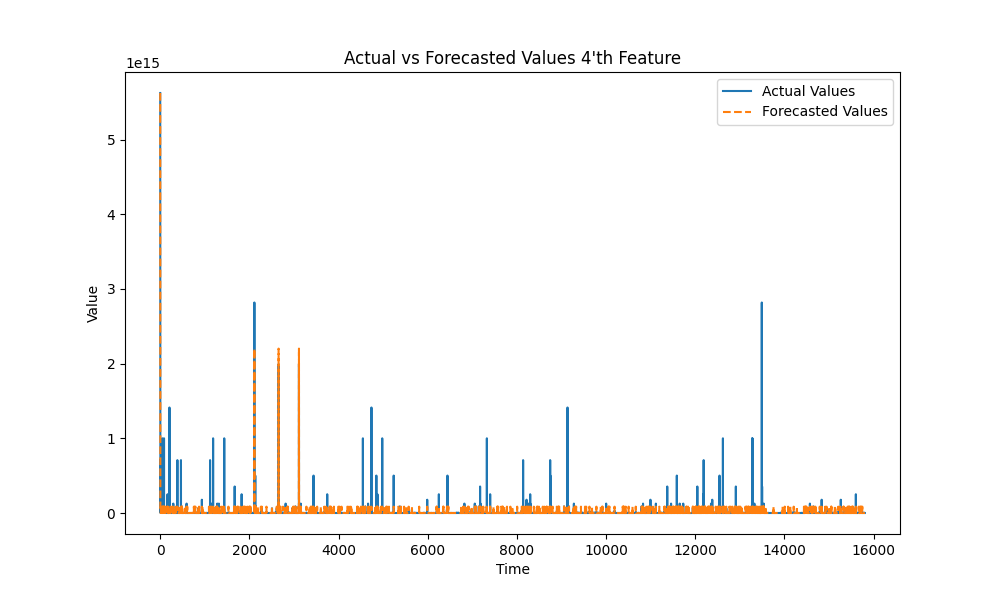 Actual vs Forecasted Values 4'th Feature
1e15
Actual Values
Forecasted Values
5
4
3
2
1
0
Value
0 2000 4000 6000 8000 10000 12000 14000 16000
Time